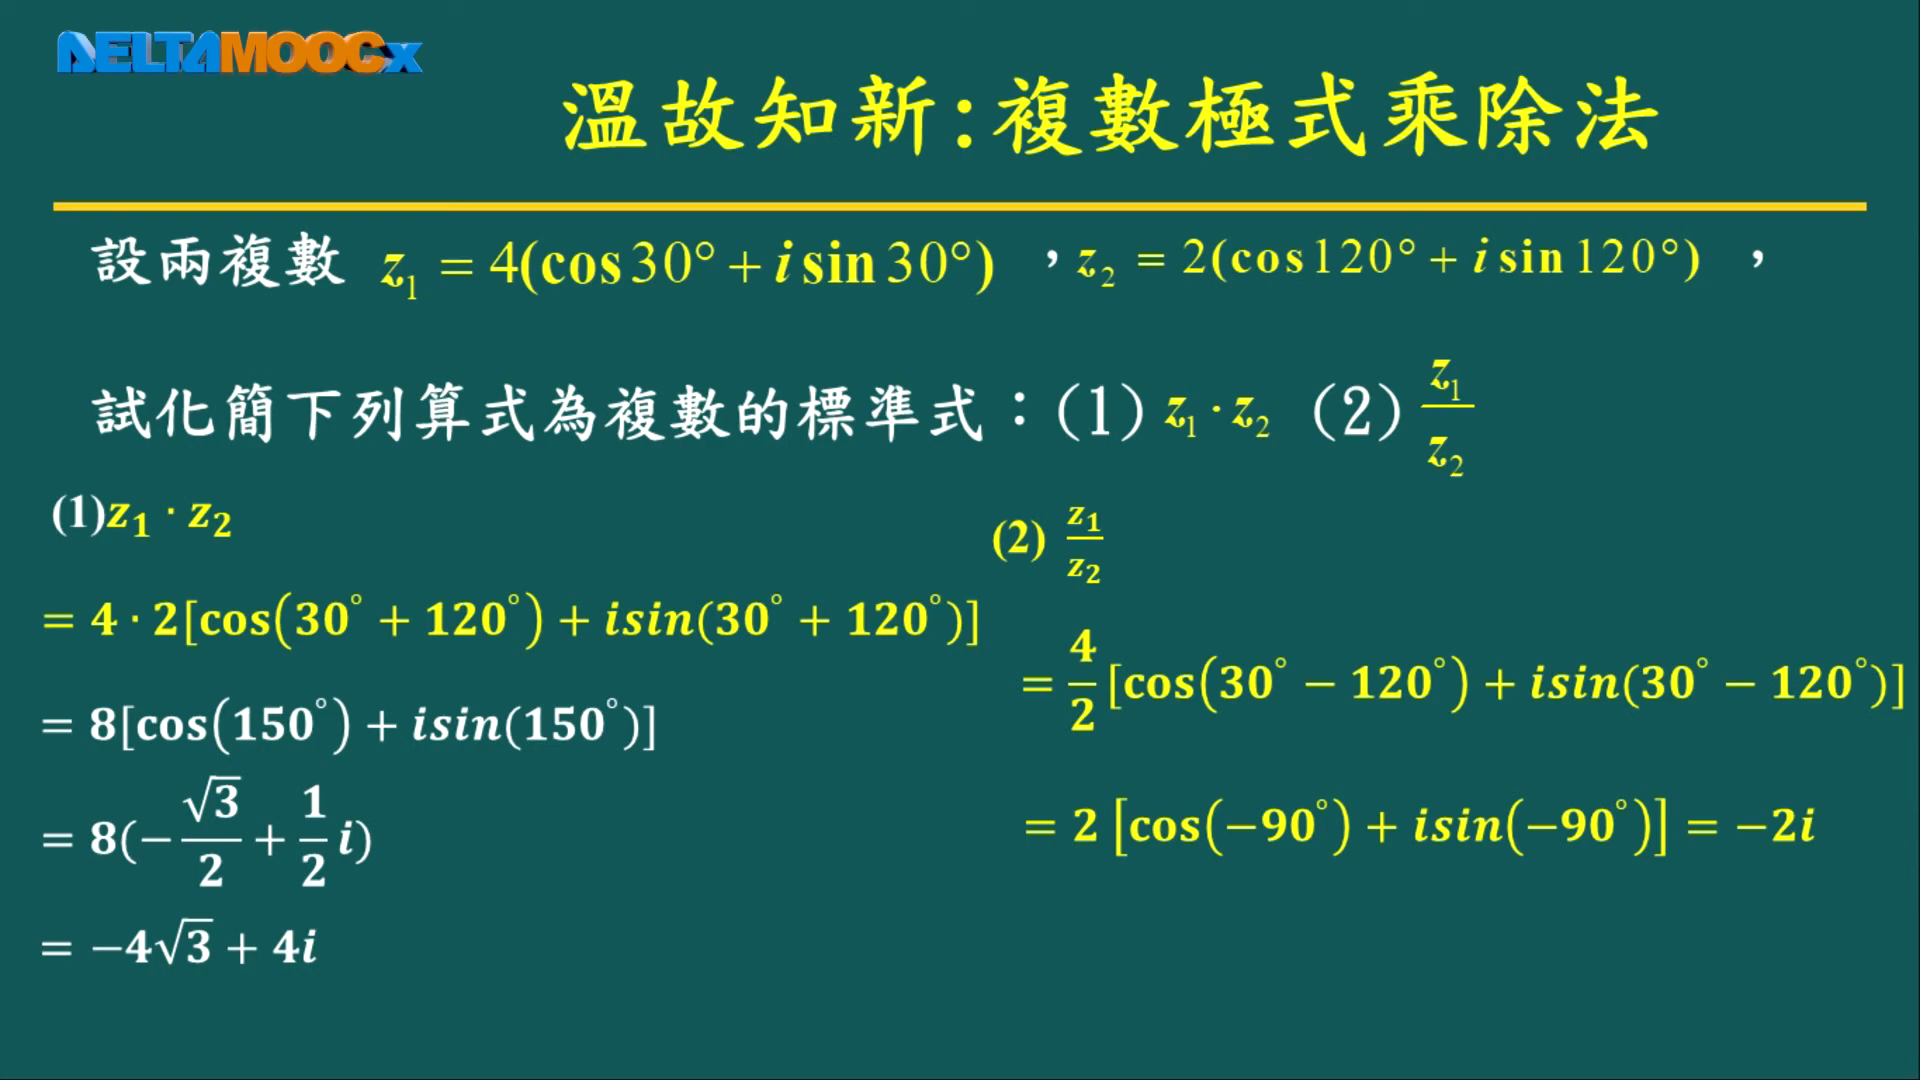 DELTAMOOCx
溫故知新:複數極式乘除法
設兩複數 z₁ = 4(cos30° + i sin30°) ，z₂ = 2(cos120° + i sin120°) ，
試化簡下列算式為複數的標準式：(1) z₁·z₂ (2) z₁/z₂
(1)z₁ · z₂
= 4 · 2[cos(30° + 120°) + isin(30° + 120°)]
= 8[cos(150°) + isin(150°)]
= 8(−√3/2 + 1/2 i)
= −4√3 + 4i
(2) z₁/z₂
= 4/2 [cos(30° − 120°) + isin(30° − 120°)]
= 2 [cos(−90°) + isin(−90°)] = −2i